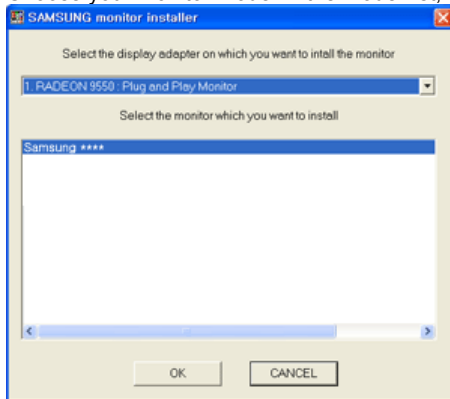 SAMSUNG monitor installer
Select the display adapter on which you want to intall the monitor
1. RADEON 9550 : Plug and Play Monitor
Select the monitor which you want to install
Samsung ****
OK CANCEL